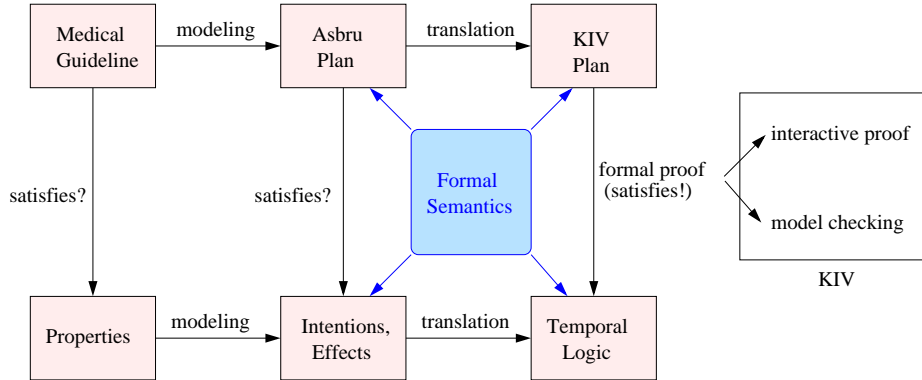 Medical
Guideline
modeling
Asbru
Plan
translation
KIV
Plan
satisfies?
satisfies?
Formal
Semantics
formal proof
(satisfies!)
interactive proof
model checking
KIV
Properties
modeling
Intentions,
Effects
translation
Temporal
Logic